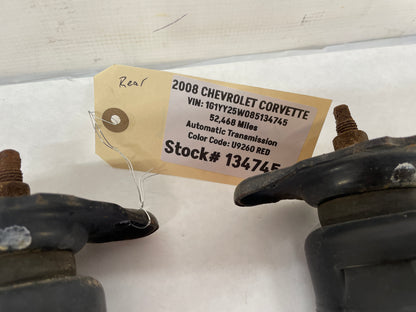 Rear
2008 CHEVROLET CORVETTE
VIN: 1G1YY25W085134745
52,468 Miles
Automatic Transmission
Color Code: U9260 RED
Stock# 134745